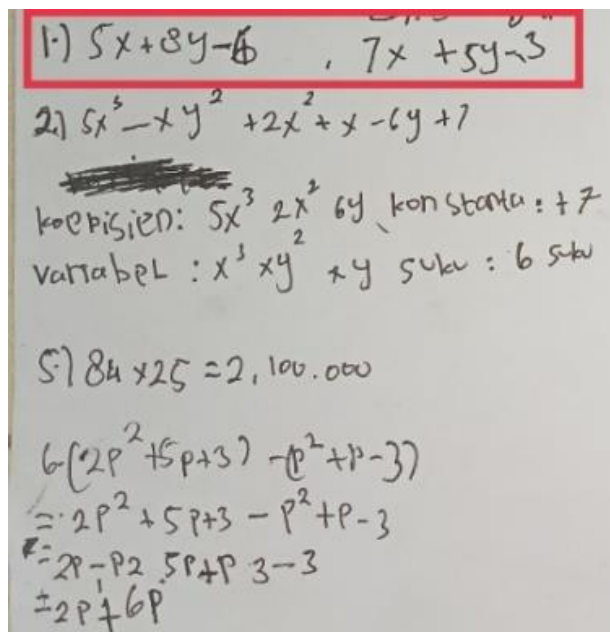 1.) 5x+8y-6 , 7x +5y-3
2.) 5x³-xy² +2x²+x-6y+7
koepisien: 5x³ 2x² 6y konstanta: +7
variabel : x³ xy² xy suku : 6 suku
5.) 84 x25 =2,100.000
6-(2p²+5p+3) -(p²+p-3)
= 2p²+5p+3 - p²+p-3
= 2p-p2 5p+p 3-3
= 2p+6p